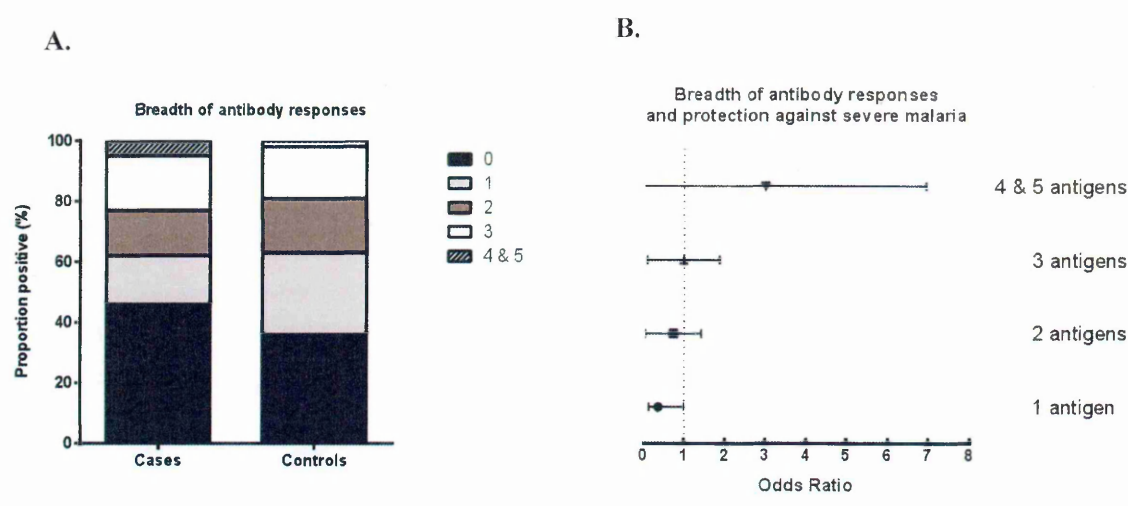 A.
Breadth of antibody responses
100
80
60
40
20
0
Proportion positive (%)
Cases
Controls
0
1
2
3
4 & 5
B.
Breadth of antibody responses
and protection against severe malaria
4 & 5 antigens
3 antigens
2 antigens
1 antigen
0 1 2 3 4 5 6 7 8
Odds Ratio